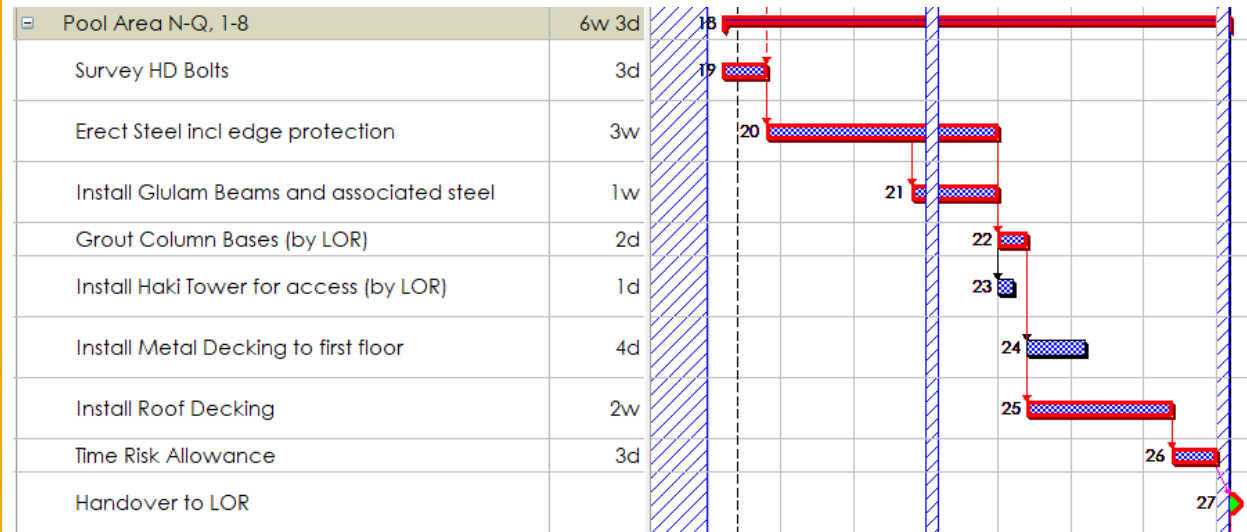 Pool Area N-Q, 1-8 6w 3d 18
Survey HD Bolts 3d 19
Erect Steel incl edge protection 3w 20
Install Glulam Beams and associated steel 1w 21
Grout Column Bases (by LOR) 2d 22
Install Haki Tower for access (by LOR) 1d 23
Install Metal Decking to first floor 4d 24
Install Roof Decking 2w 25
Time Risk Allowance 3d 26
Handover to LOR 27